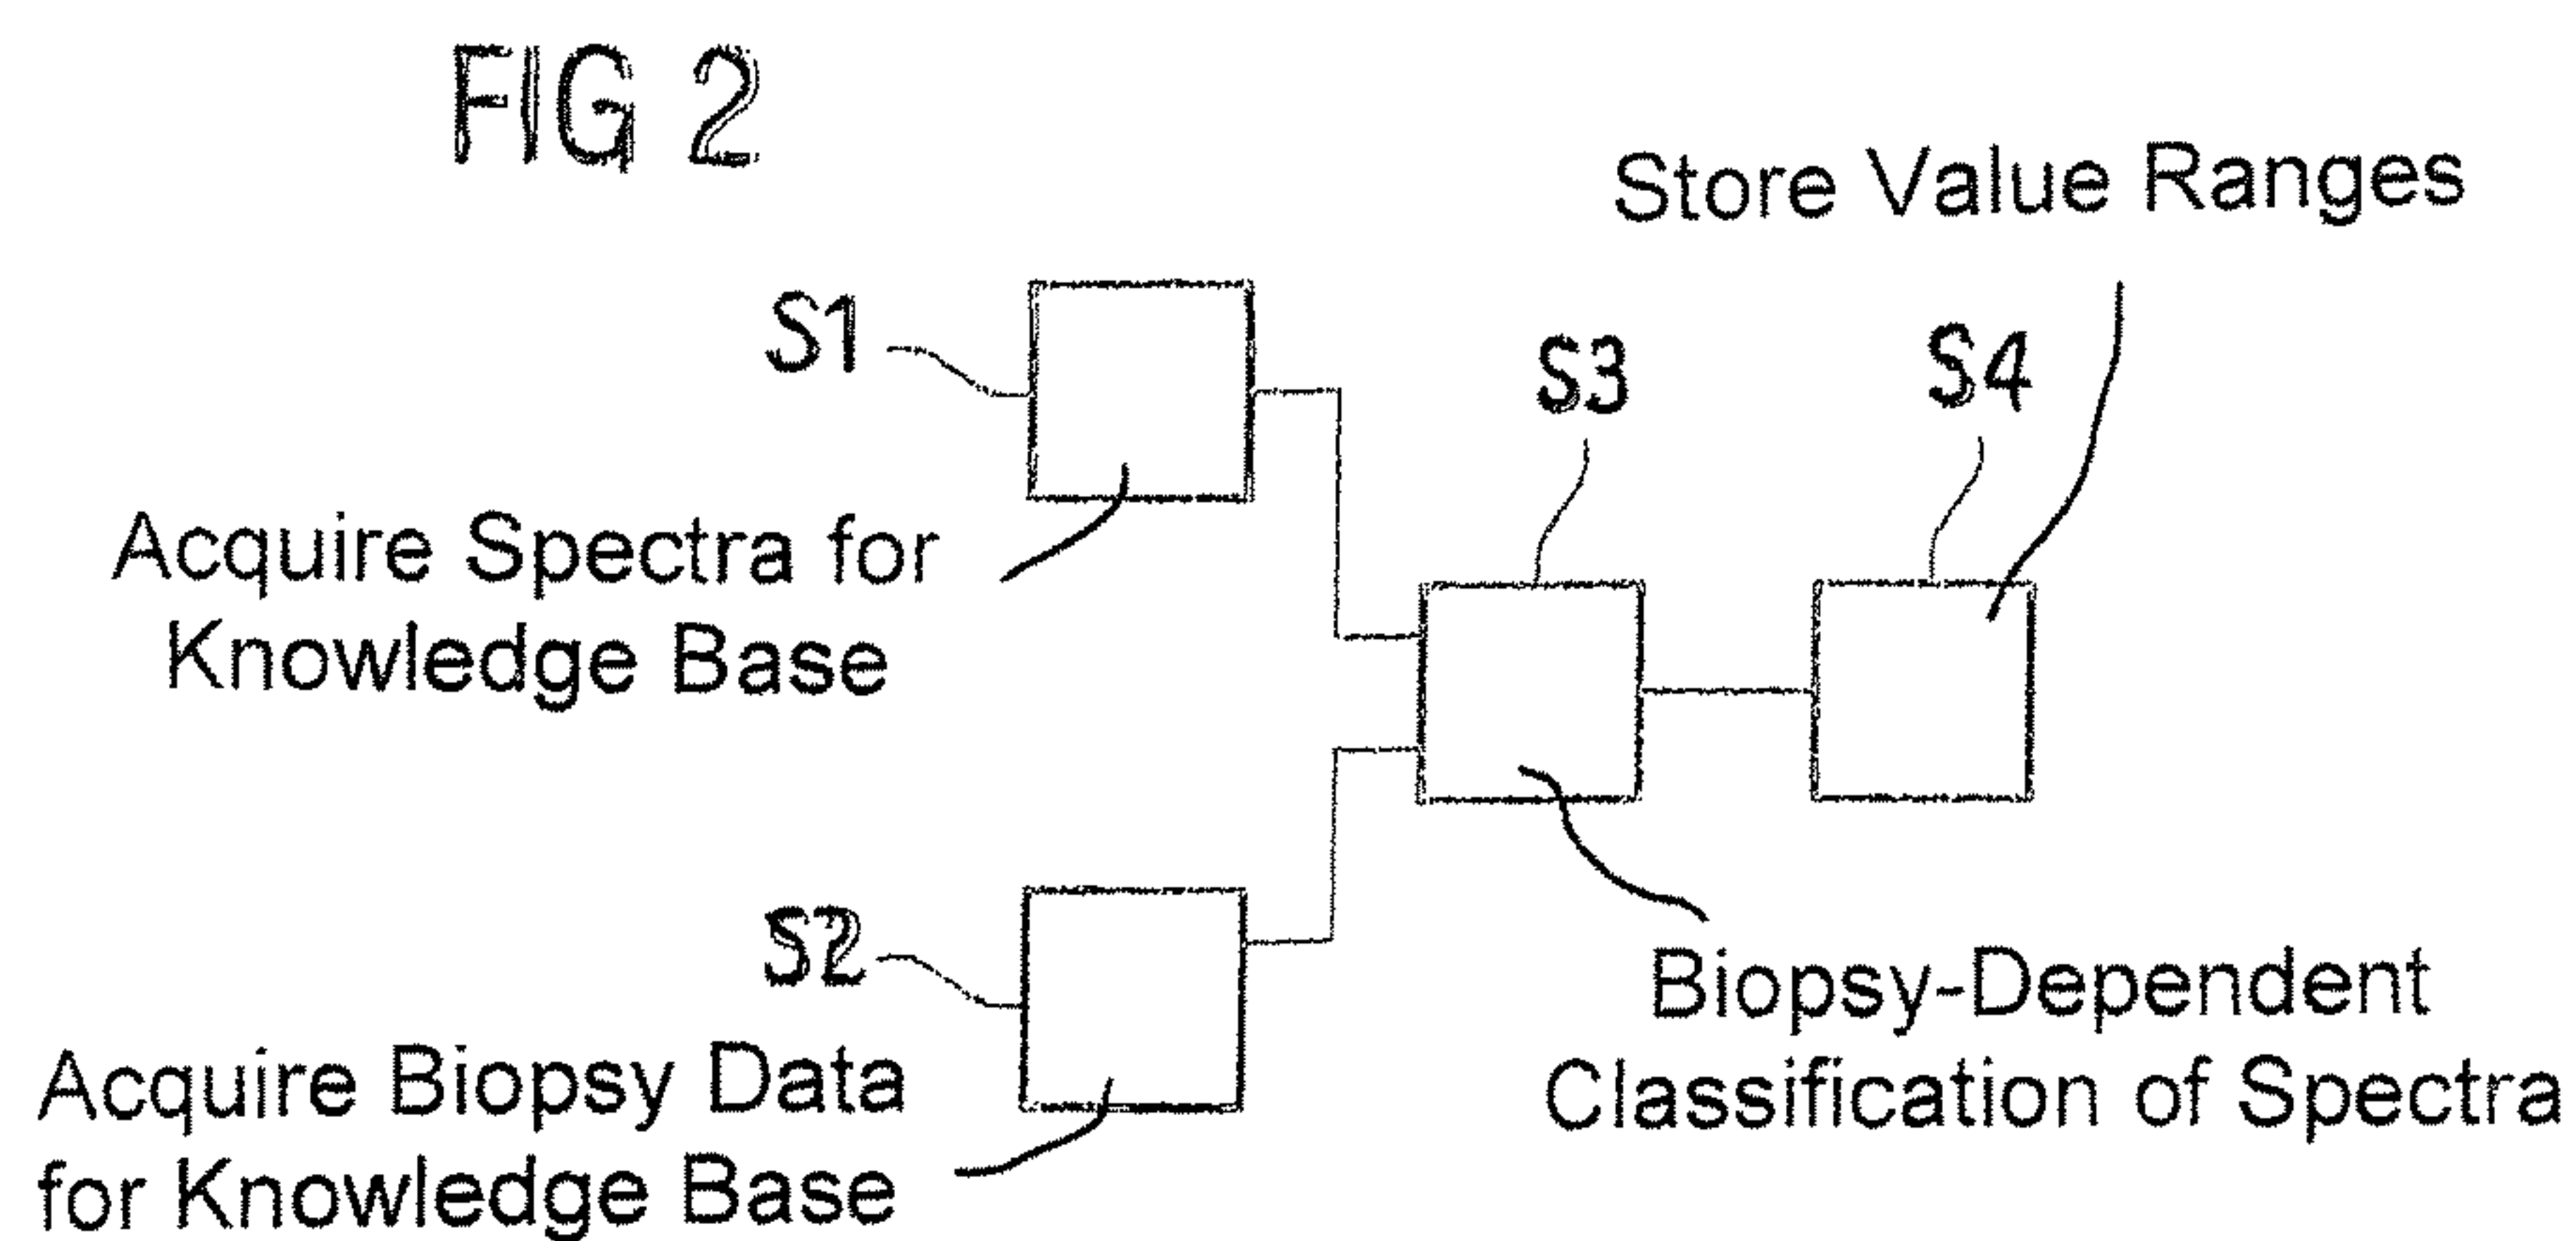 FIG 2
Store Value Ranges
S1
S3
S4
Acquire Spectra for
Knowledge Base
S2
Biopsy-Dependent
Classification of Spectra
Acquire Biopsy Data
for Knowledge Base